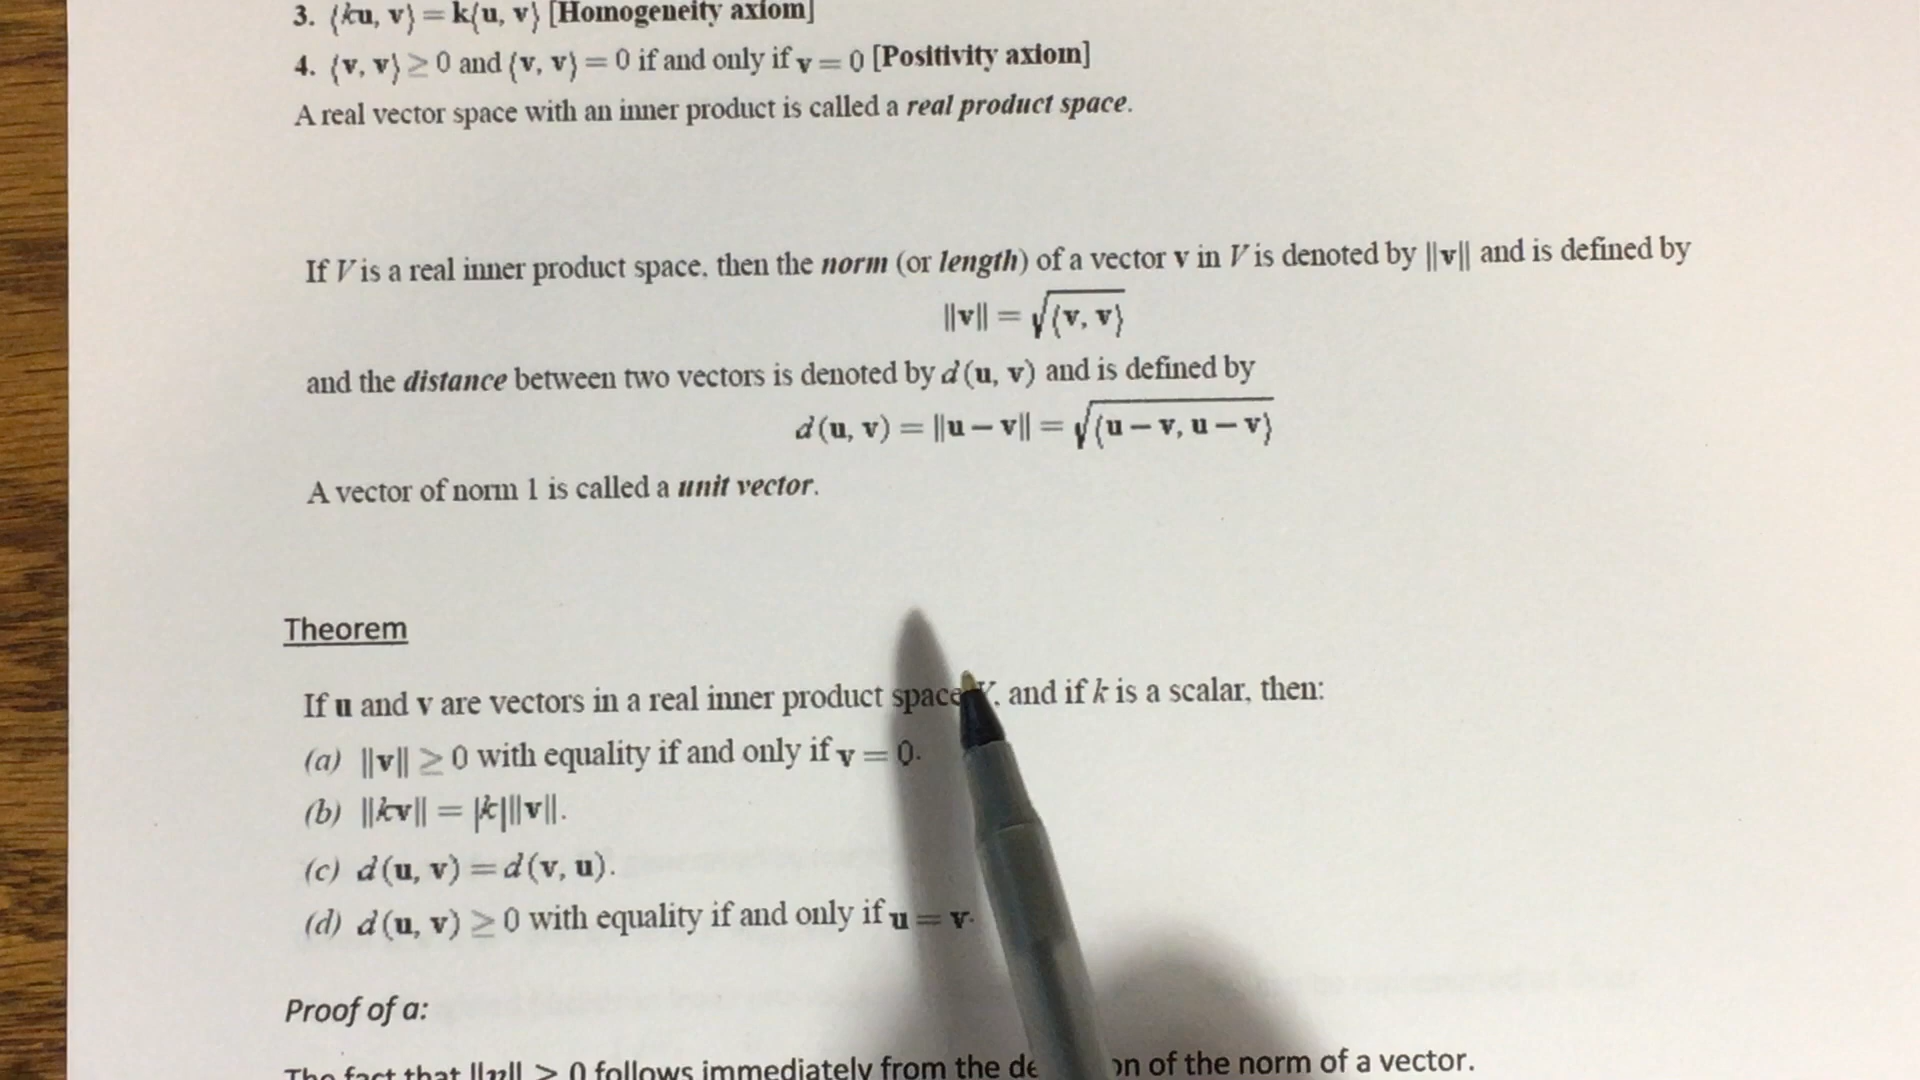 3. ⟨ku, v⟩ = k⟨u, v⟩ [Homogeneity axiom]
4. ⟨v, v⟩ ≥ 0 and ⟨v, v⟩ = 0 if and only if v = 0 [Positivity axiom]
A real vector space with an inner product is called a real product space.
If V is a real inner product space, then the norm (or length) of a vector v in V is denoted by ||v|| and is defined by
||v|| = √⟨v, v⟩
and the distance between two vectors is denoted by d(u, v) and is defined by
d(u, v) = ||u − v|| = √⟨u − v, u − v⟩
A vector of norm 1 is called a unit vector.
Theorem
If u and v are vectors in a real inner product space V, and if k is a scalar, then:
(a) ||v|| ≥ 0 with equality if and only if v = 0.
(b) ||kv|| = |k| ||v||.
(c) d(u, v) = d(v, u).
(d) d(u, v) ≥ 0 with equality if and only if u = v.
Proof of a:
The fact that ||v|| ≥ 0 follows immediately from the de on of the norm of a vector.